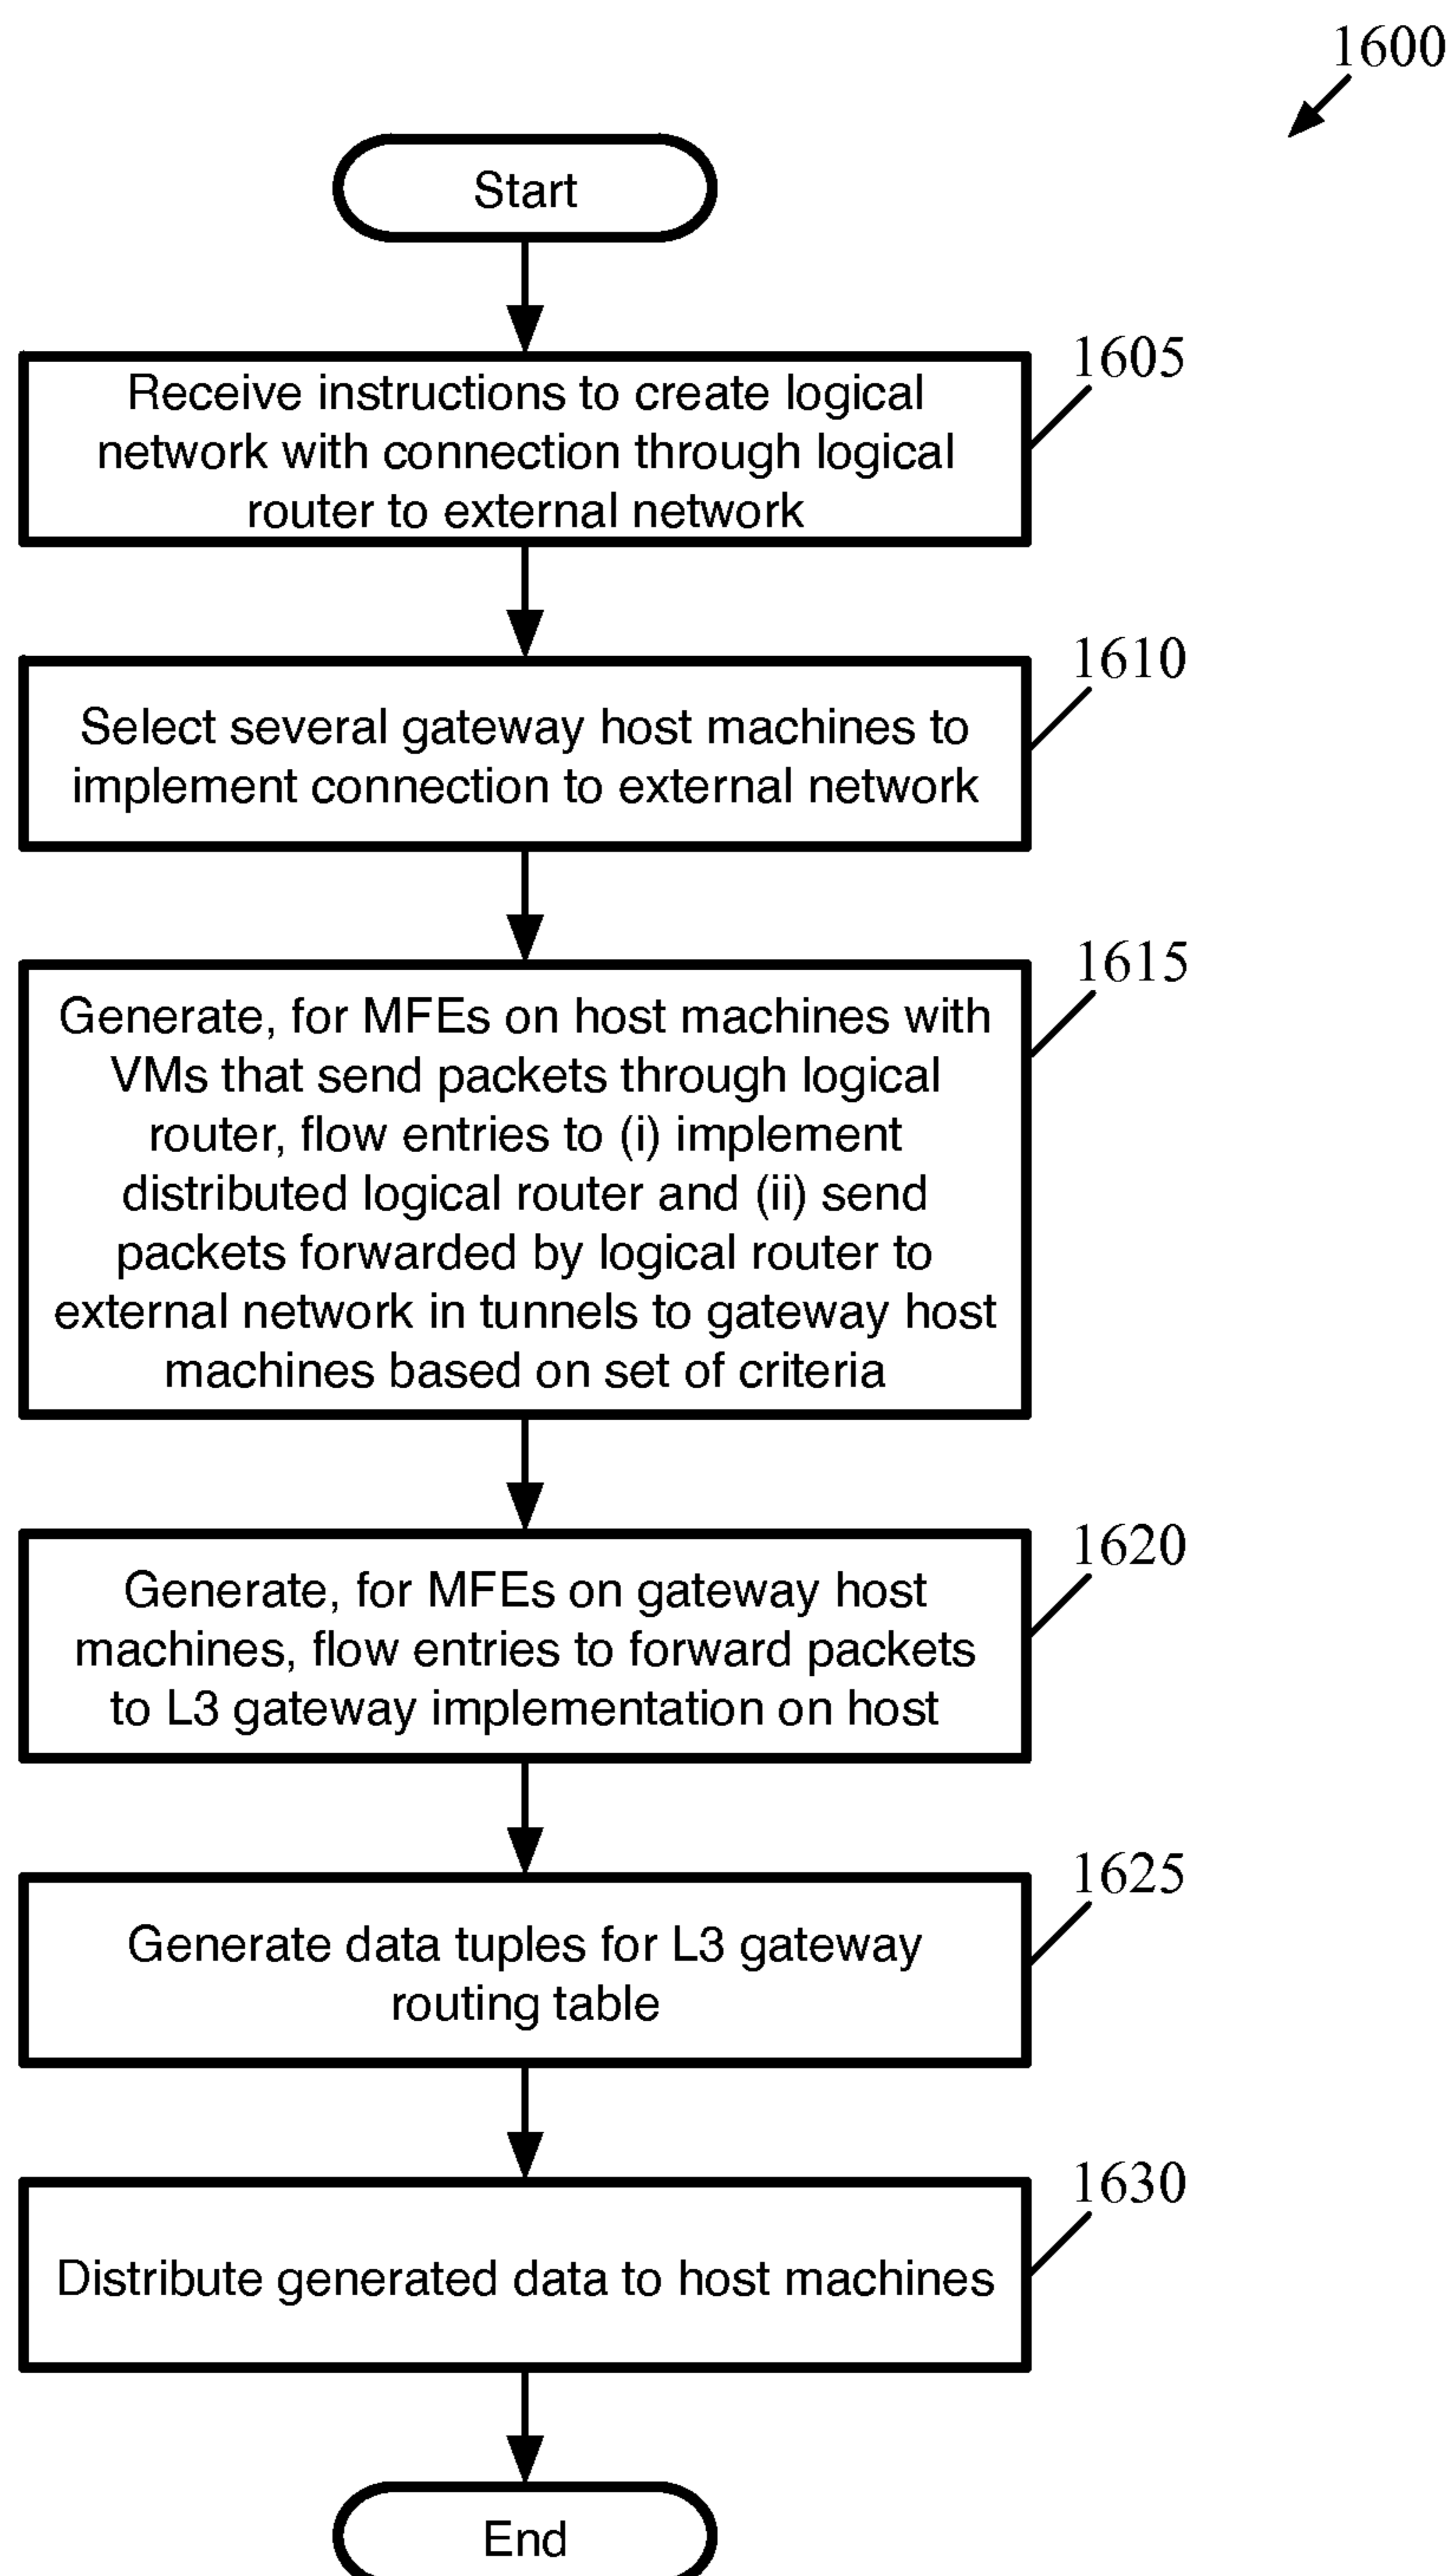 1600
Start
1605
Receive instructions to create logical
network with connection through logical
router to external network
1610
Select several gateway host machines to
implement connection to external network
1615
Generate, for MFEs on host machines with
VMs that send packets through logical
router, flow entries to (i) implement
distributed logical router and (ii) send
packets forwarded by logical router to
external network in tunnels to gateway host
machines based on set of criteria
1620
Generate, for MFEs on gateway host
machines, flow entries to forward packets
to L3 gateway implementation on host
1625
Generate data tuples for L3 gateway
routing table
1630
Distribute generated data to host machines
End